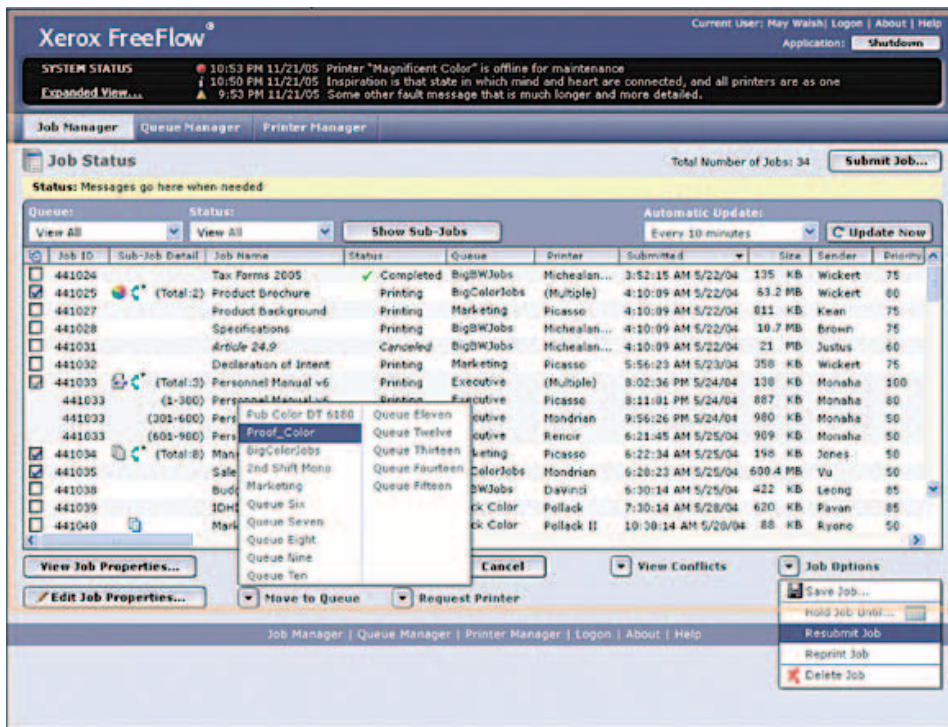 Current User: May Walsh| Logon | About | Help
Xerox FreeFlow®
Application: Shutdown
SYSTEM STATUS
10:53 PM 11/21/05 Printer "Magnificent Color" is offline for maintenance
i 10:50 PM 11/21/05 Inspiration is that state in which mind and heart are connected, and all printers are as one
Expanded View...
9:53 PM 11/21/05 Some other fault message that is much longer and more detailed.
Job Manager Queue Manager Printer Manager
Job Status Total Number of Jobs: 34 Submit Job...
Status: Messages go here when needed
Queue: Status: Automatic Update:
View All View All Show Sub-Jobs Every 10 minutes Update Now
Job ID Sub-Job Detail Job Name Status Queue Printer Submitted Size Sender Priority
441024 Tax Forms 2005 Completed BigBWJobs Michealan... 3:52:15 AM 5/22/04 135 KB Wickert 75
441025 (Total:2) Product Brochure Printing BigColorJobs (Multiple) 4:10:09 AM 5/22/04 63.2 MB Wickert 80
441027 Product Background Printing Marketing Picasso 4:10:09 AM 5/22/04 811 KB Kean 75
441028 Specifications Printing BigBWJobs Michealan... 4:10:09 AM 5/22/04 10.7 MB Brown 75
441031 Article 24.9 Canceled BigBWJobs Michealan... 4:10:09 AM 5/22/04 21 MB Justus 60
441032 Declaration of Intent Printing Marketing Picasso 5:56:23 AM 5/23/04 358 KB Wickert 75
441033 (Total:3) Personnel Manual v6 Printing Executive (Multiple) 8:02:36 PM 5/24/04 138 KB Monaha 100
441033 (1-300) Personnel Manual v6 Printing Executive Picasso 8:11:01 PM 5/24/04 887 KB Monaha 80
441033 (301-600) Pers cutive Mondrian 9:56:26 PM 5/24/04 980 KB Monaha 50
441033 (601-900) Pers cutive Renoir 6:21:45 AM 5/25/04 989 KB Monaha 50
441034 (Total:8) Man keting Picasso 6:22:34 AM 5/25/04 198 KB Jones 50
441035 Sale ColorJobs Mondrian 6:28:23 AM 5/25/04 600.4 MB Vu 50
441038 Bud BWJobs Davinci 6:30:14 AM 5/25/04 422 KB Leong 85
441039 IDH ck Color Pollack 7:30:14 AM 5/28/04 620 KB Pavan 85
441040 Mark ck Color Pollack II 10:30:14 AM 5/28/04 88 KB Ryono 50
Pub Color DT 6180 Queue Eleven
Proof_Color Queue Twelve
BigColorJobs Queue Thirteen
2nd Shift Mono Queue Fourteen
Marketing Queue Fifteen
Queue Six
Queue Seven
Queue Eight
Queue Nine
Queue Ten
View Job Properties... Cancel View Conflicts Job Options
Edit Job Properties... Move to Queue Request Printer
Save Job...
Hold Job Until...
Resubmit Job
Reprint Job
Delete Job
Job Manager | Queue Manager | Printer Manager | Logon | About | Help